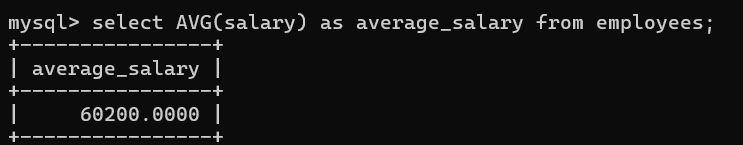 mysql> select AVG(salary) as average_salary from employees;
+----------------+
| average_salary |
+----------------+
|     60200.0000 |
+----------------+